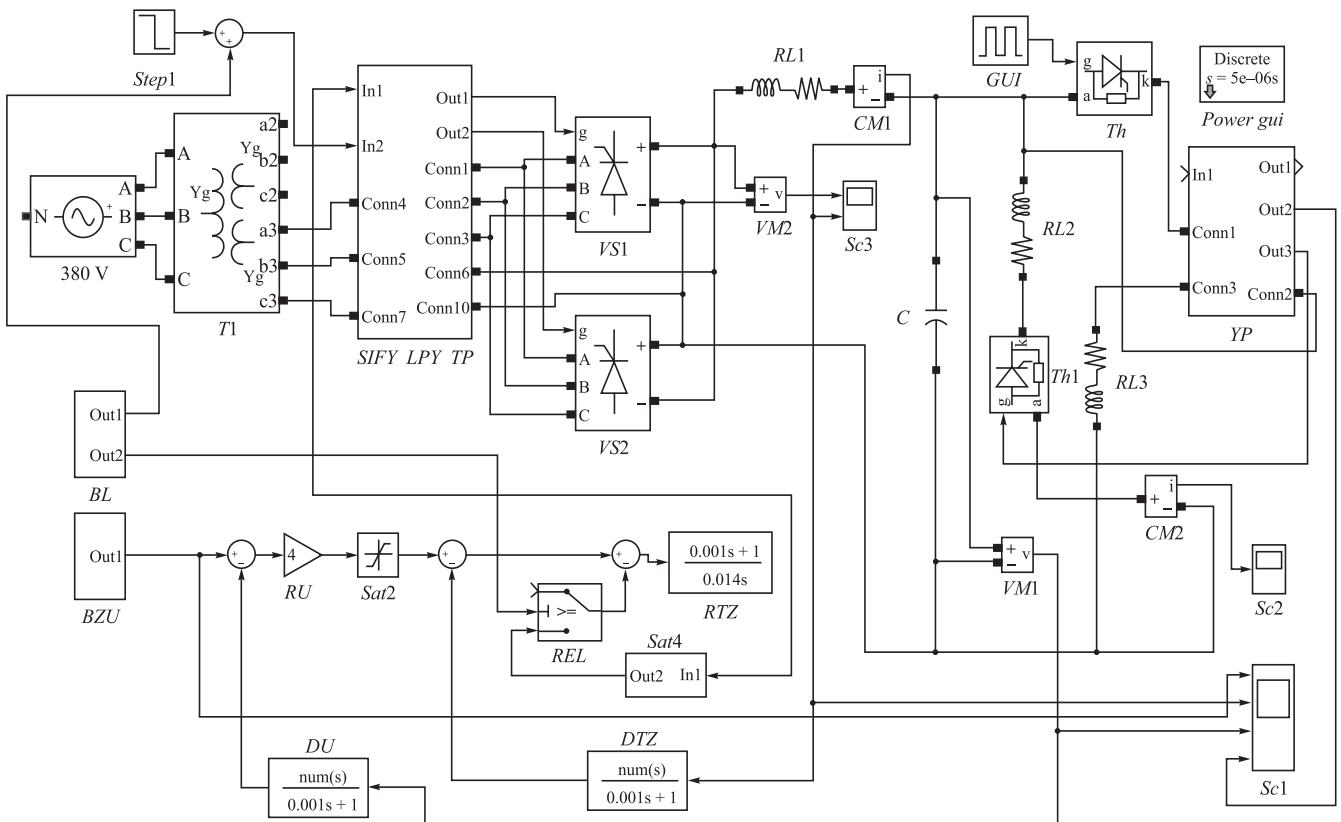 Step1
In1
In2
Conn4
Conn5
Conn7
Out1
Out2
Conn1
Conn2
Conn3
Conn6
Conn10
SIFY LPY TP
N
A
B
C
+
380 V
A
B
C
Yg
Yg
Yg
a2
b2
c2
a3
b3
c3
T1
g
A
B
C
+
−
VS1
g
A
B
C
+
−
VS2
RL1
+
i
−
CM1
+
−
v
VM2
Sc3
GUI
g
a
k
Th
Discrete
s = 5e–06s
Power gui
In1
Conn1
Conn3
Out1
Out2
Out3
Conn2
YP
RL2
C
k
g
a
Th1
RL3
+
i
−
CM2
+
−
v
VM1
Sc2
Sc1
Out1
Out2
BL
Out1
BZU
+
−
4
RU
Sat2
+
−
+
−
0.001s + 1
0.014s
RTZ
>=
REL
Sat4
Out2 In1
DU
num(s)
0.001s + 1
DTZ
num(s)
0.001s + 1
+
+